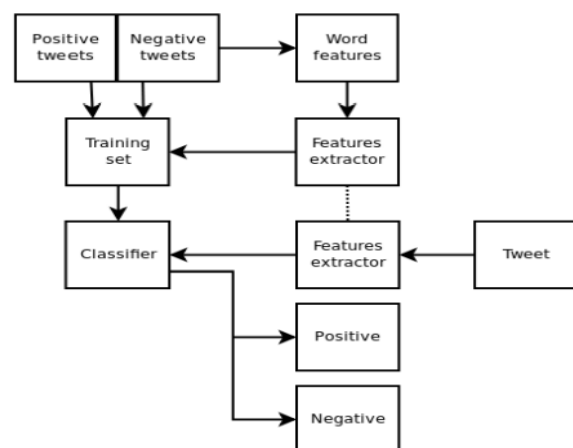 Positive
tweets
Negative
tweets
Word
features
Training
set
Features
extractor
Classifier
Features
extractor
Tweet
Positive
Negative